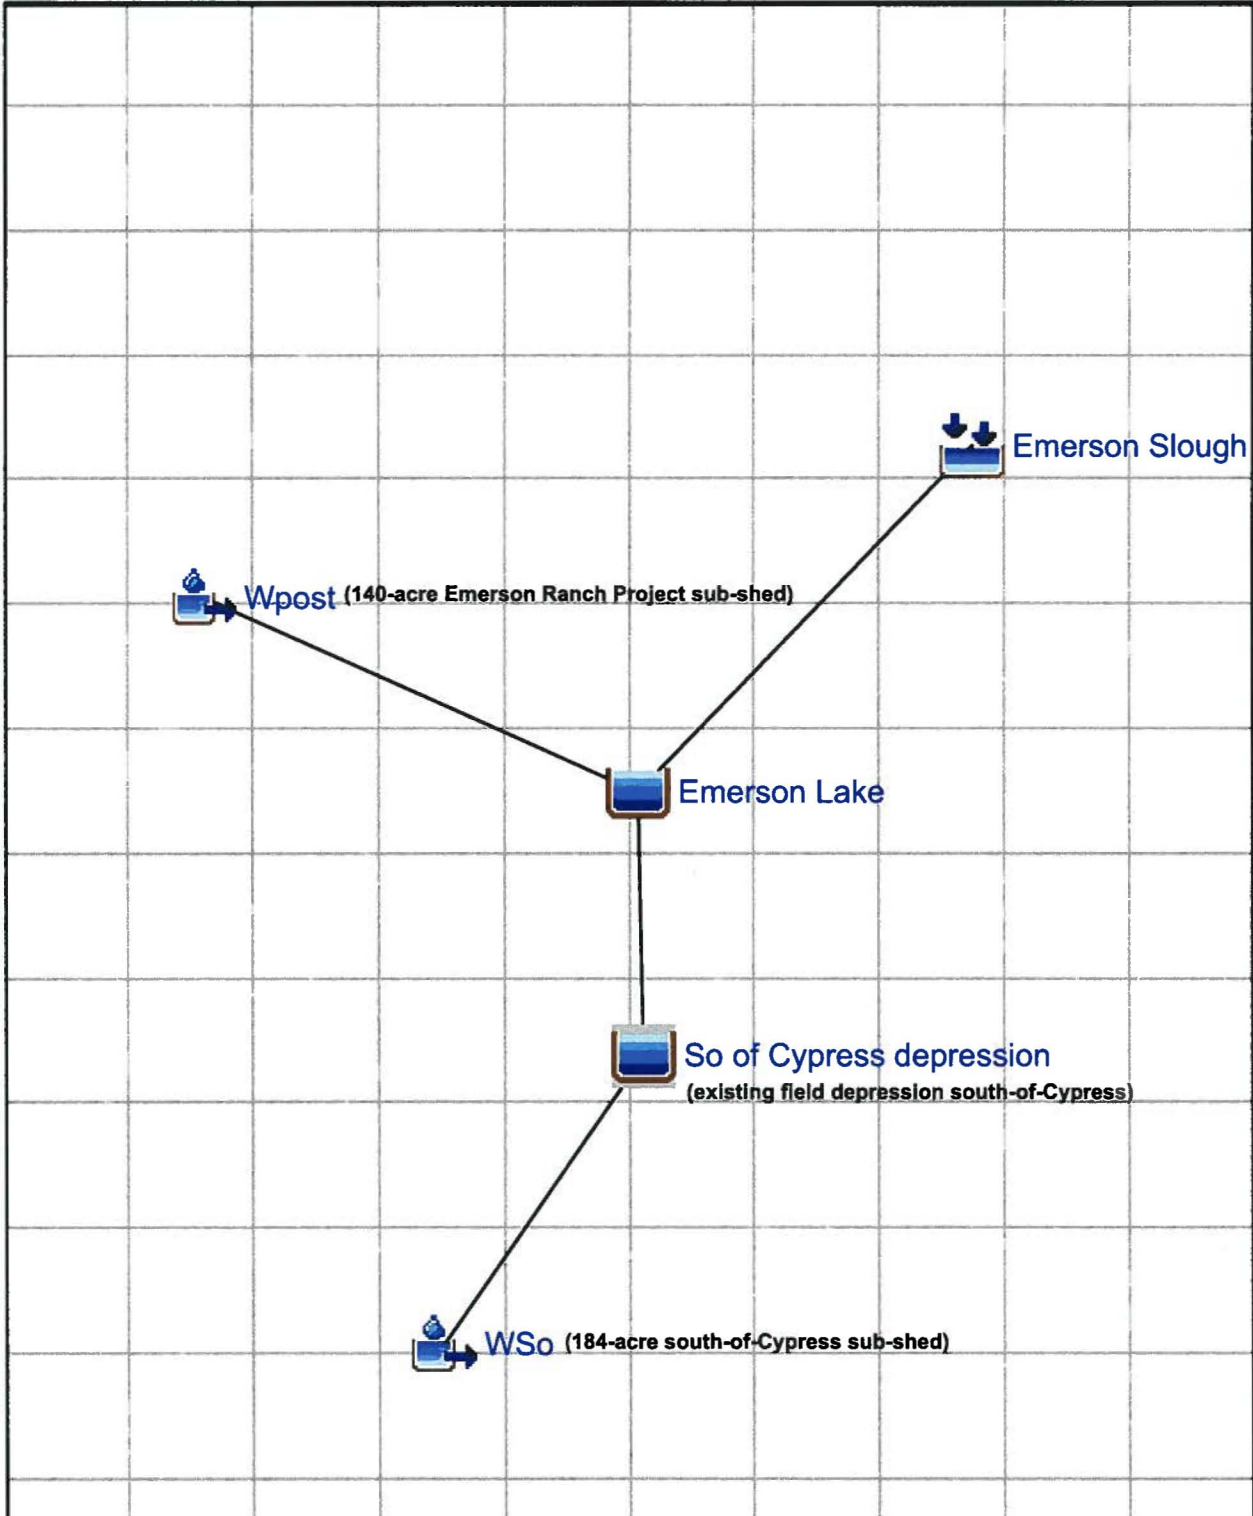 Emerson Slough
Wpost (140-acre Emerson Ranch Project sub-shed)
Emerson Lake
So of Cypress depression
(existing field depression south-of-Cypress)
WSo (184-acre south-of-Cypress sub-shed)